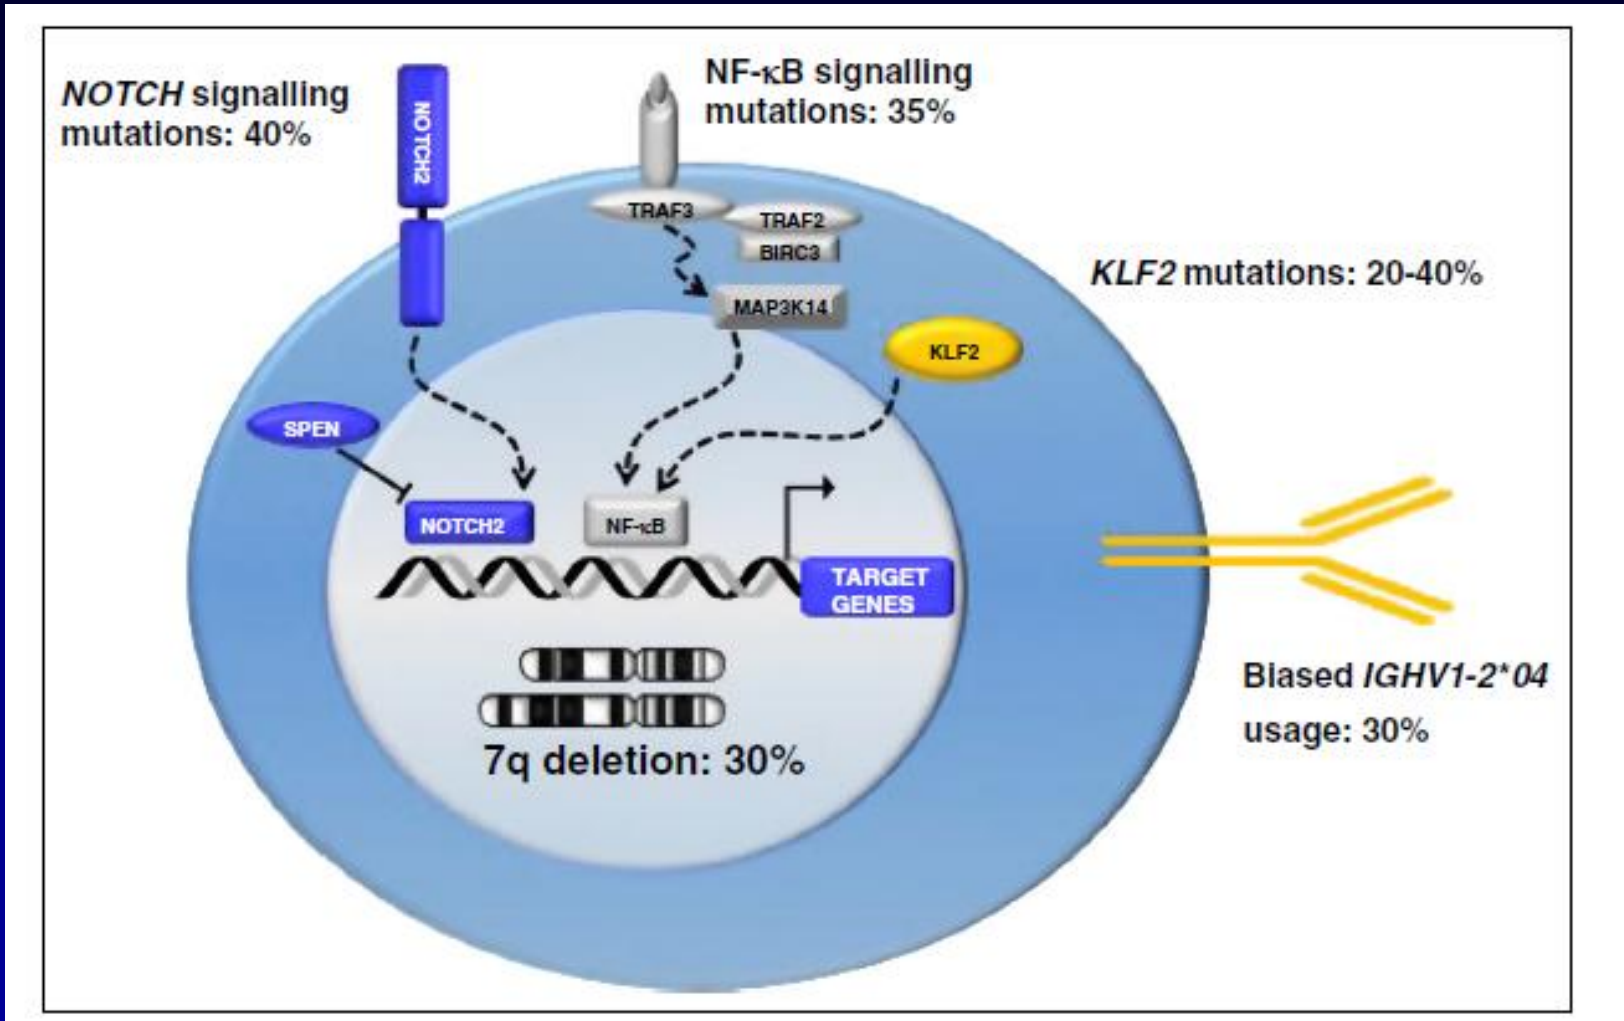 NOTCH signalling
mutations: 40%
NOTCH2
NF-κB signalling
mutations: 35%
TRAF3
TRAF2
BIRC3
MAP3K14
KLF2 mutations: 20-40%
KLF2
SPEN
NOTCH2
NF-κB
TARGET
GENES
7q deletion: 30%
Biased IGHV1-2*04
usage: 30%